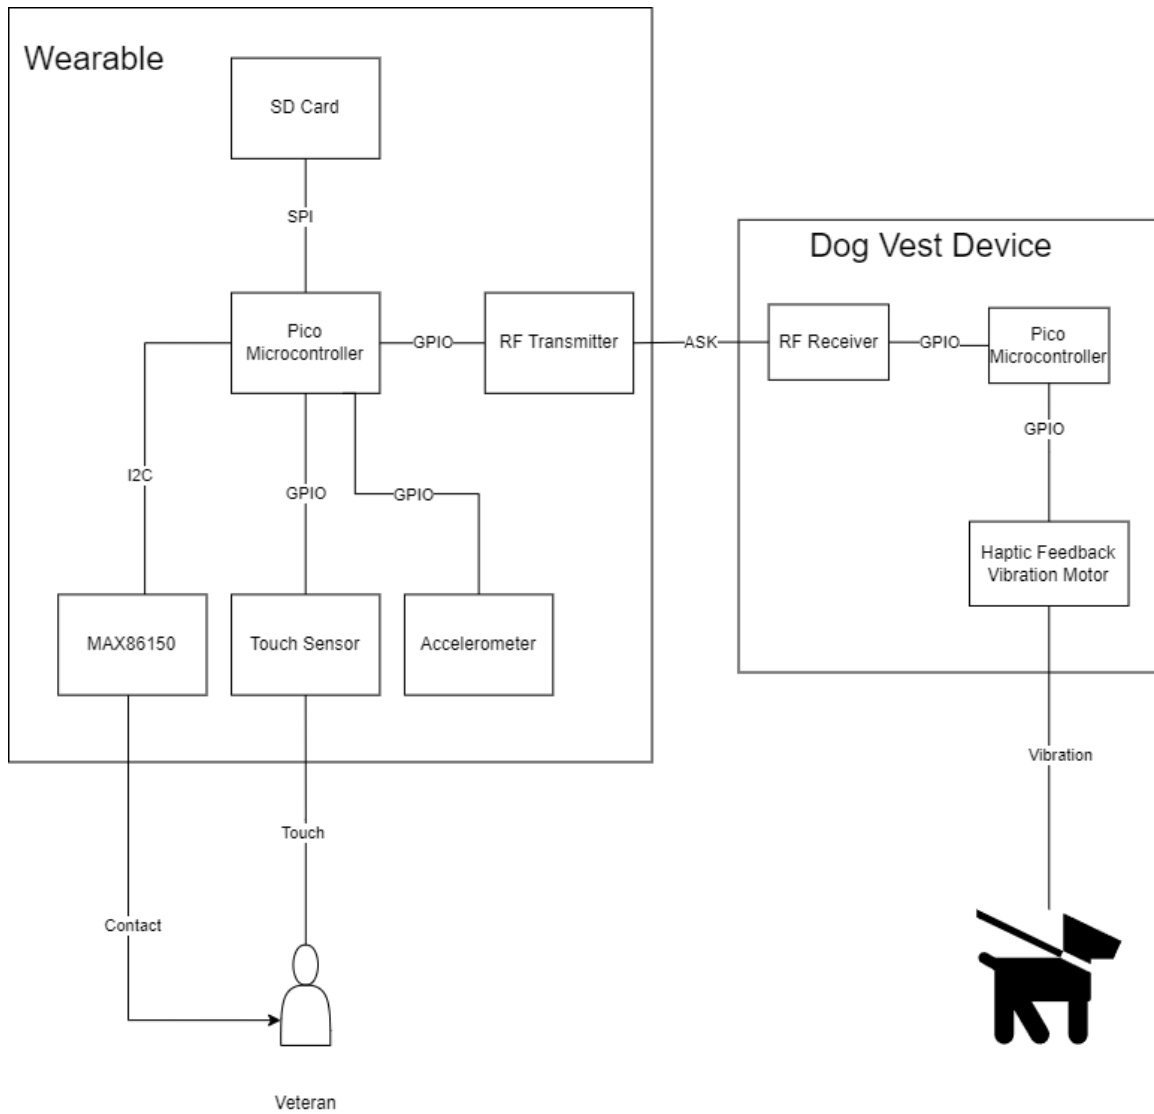 Wearable
SD Card
SPI
Dog Vest Device
Pico
Microcontroller
GPIO
RF Transmitter
ASK
RF Receiver
GPIO
Pico
Microcontroller
GPIO
I2C
GPIO
GPIO
Haptic Feedback
Vibration Motor
MAX86150
Touch Sensor
Accelerometer
Vibration
Touch
Contact
Veteran